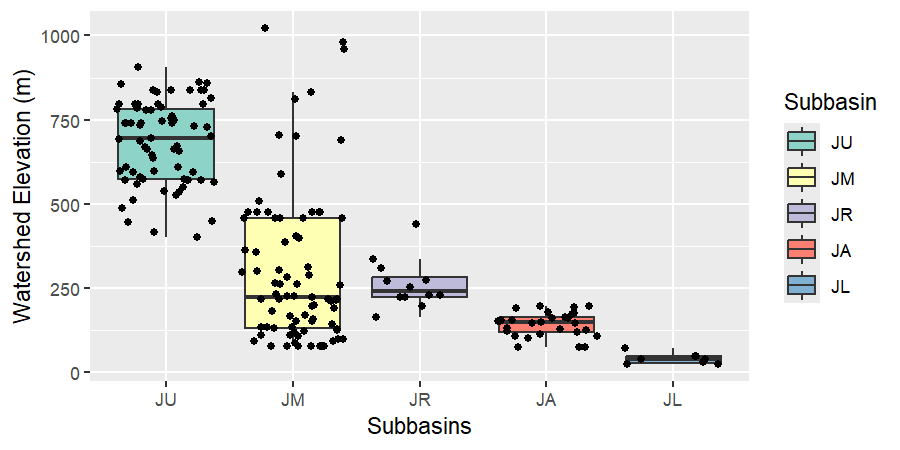 Watershed Elevation (m)
1000
750
500
250
0
JU JM JR JA JL
Subbasins
Subbasin
JU
JM
JR
JA
JL